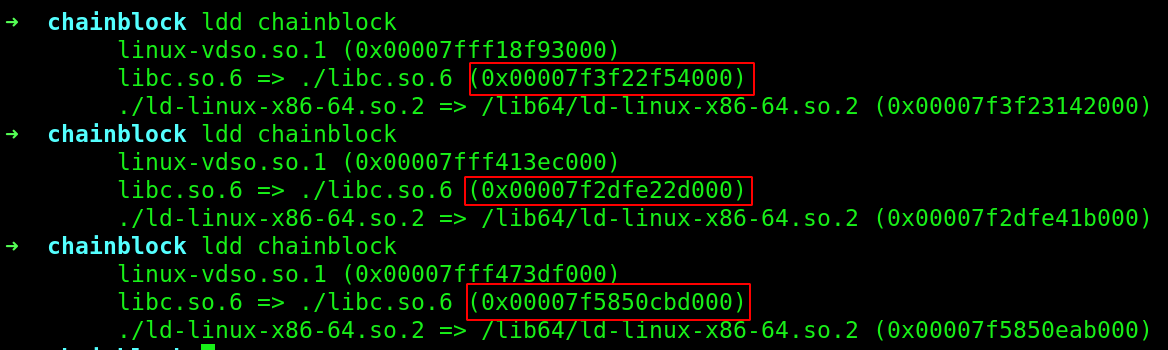 → chainblock ldd chainblock
linux-vdso.so.1 (0x00007fff18f93000)
libc.so.6 => ./libc.so.6 (0x00007f3f22f54000)
./ld-linux-x86-64.so.2 => /lib64/ld-linux-x86-64.so.2 (0x00007f3f23142000)
→ chainblock ldd chainblock
linux-vdso.so.1 (0x00007fff413ec000)
libc.so.6 => ./libc.so.6 (0x00007f2dfe22d000)
./ld-linux-x86-64.so.2 => /lib64/ld-linux-x86-64.so.2 (0x00007f2dfe41b000)
→ chainblock ldd chainblock
linux-vdso.so.1 (0x00007fff473df000)
libc.so.6 => ./libc.so.6 (0x00007f5850cbd000)
./ld-linux-x86-64.so.2 => /lib64/ld-linux-x86-64.so.2 (0x00007f5850eab000)